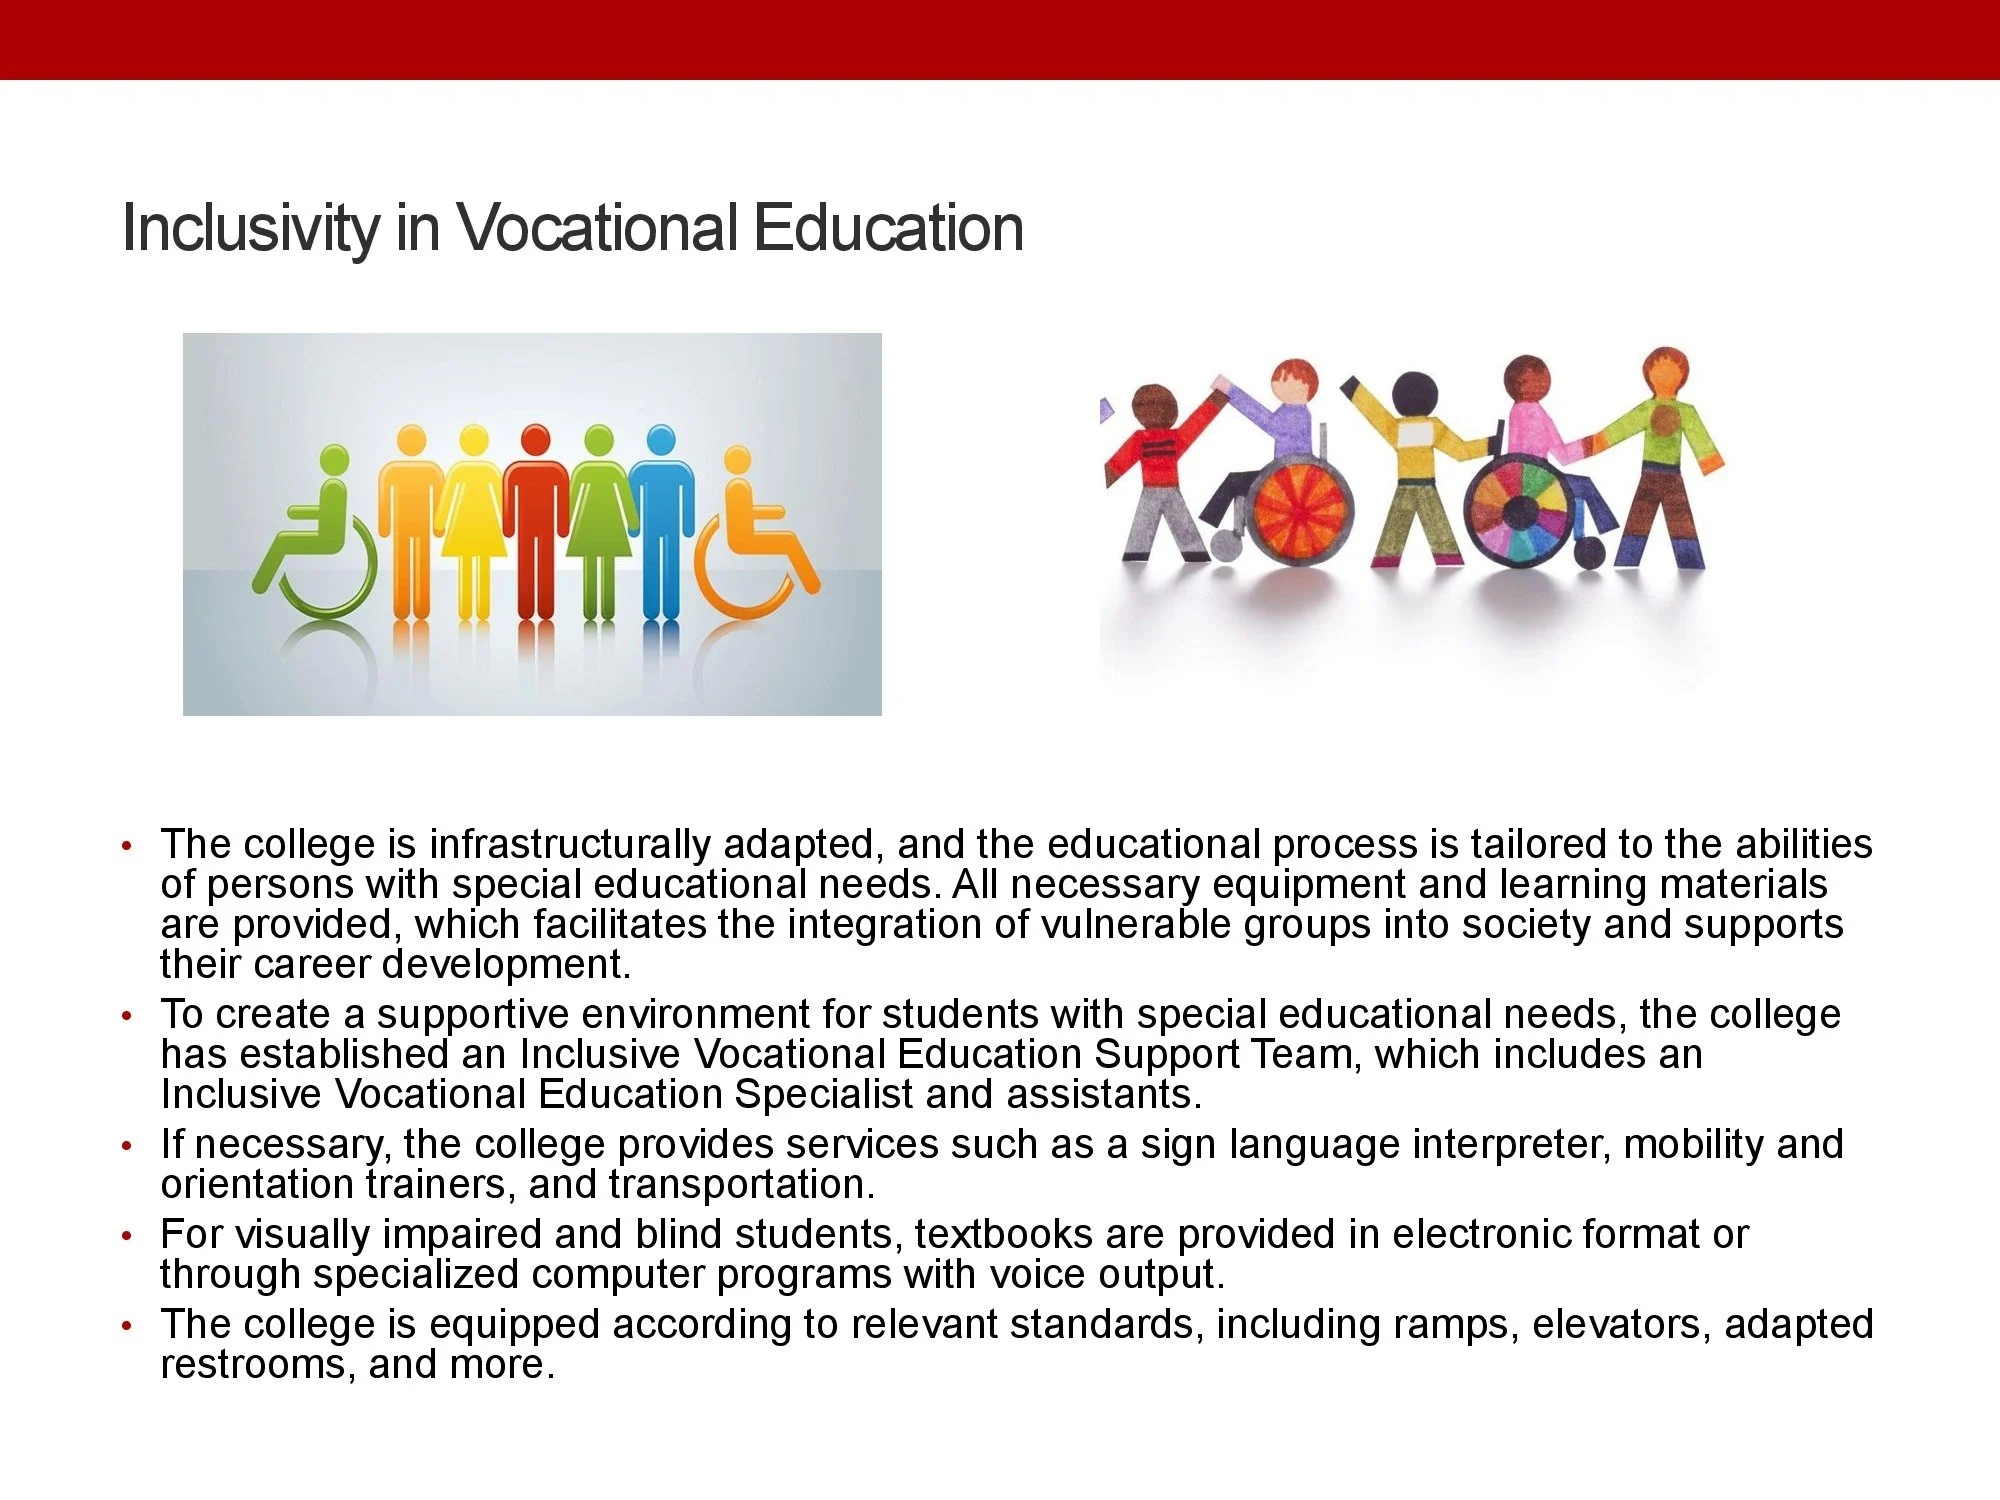 Inclusivity in Vocational Education
• The college is infrastructurally adapted, and the educational process is tailored to the abilities
of persons with special educational needs. All necessary equipment and learning materials
are provided, which facilitates the integration of vulnerable groups into society and supports
their career development.
• To create a supportive environment for students with special educational needs, the college
has established an Inclusive Vocational Education Support Team, which includes an
Inclusive Vocational Education Specialist and assistants.
• If necessary, the college provides services such as a sign language interpreter, mobility and
orientation trainers, and transportation.
• For visually impaired and blind students, textbooks are provided in electronic format or
through specialized computer programs with voice output.
• The college is equipped according to relevant standards, including ramps, elevators, adapted
restrooms, and more.